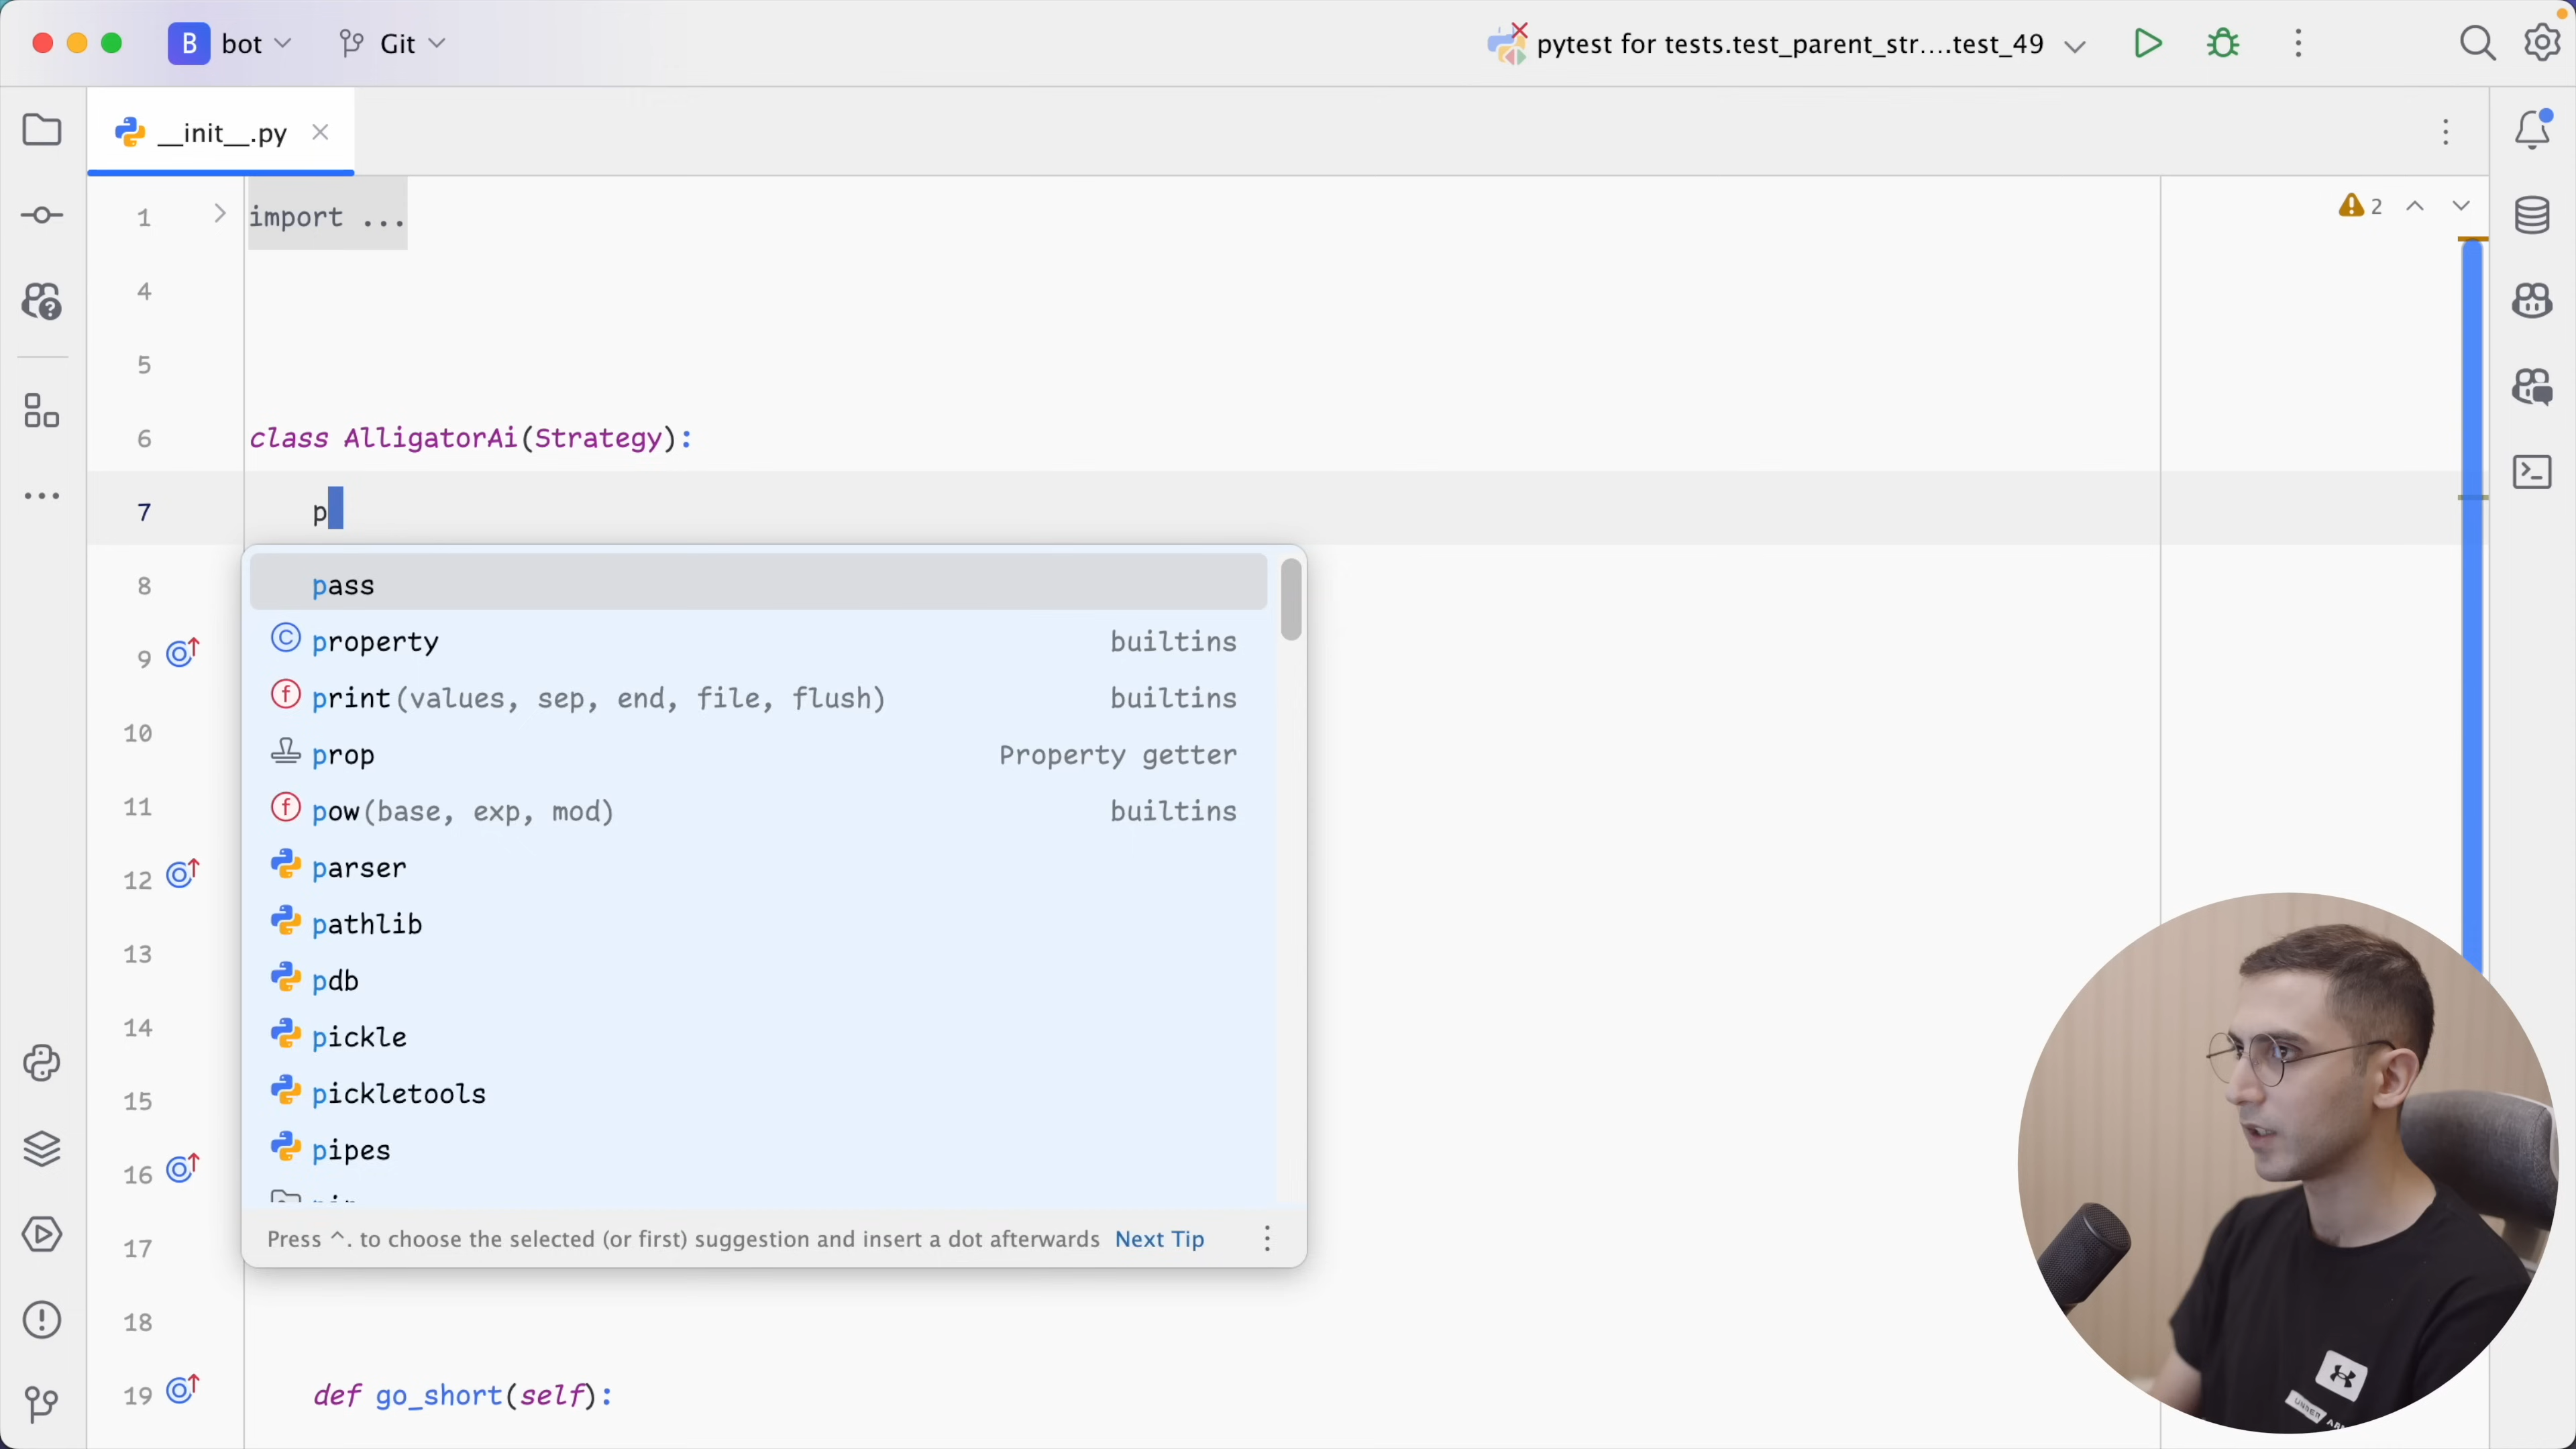 B bot Git pytest for tests.test_parent_str....test_49
__init__.py
1 import ... 2
4
5
6 class AlligatorAi(Strategy):
7 p
8 pass
property builtins
9
print(values, sep, end, file, flush) builtins
10
prop Property getter
11 pow(base, exp, mod) builtins
12 parser
pathlib
13
pdb
14 pickle
15 pickletools
16 pipes
17 Press ^. to choose the selected (or first) suggestion and insert a dot afterwards Next Tip
18
19 def go_short(self):
UNDER